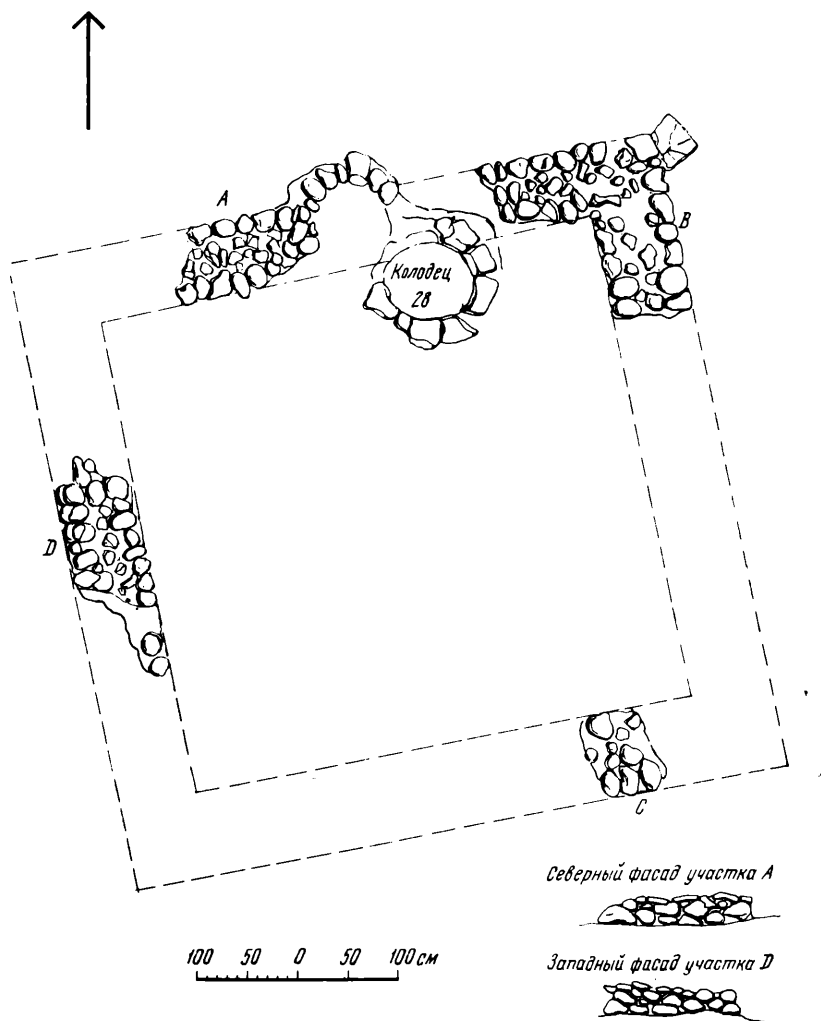 A
B
Колодец
28
D
C
Северный фасад участка A
100 50 0 50 100 см
Западный фасад участка D